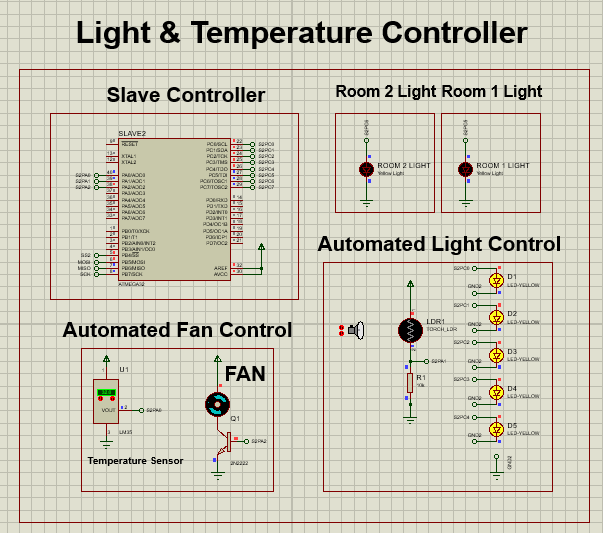 Light & Temperature Controller
Slave Controller
Room 2 Light
Room 1 Light
SLAVE2
RESET
XTAL1
XTAL2
PA0/ADC0
PA1/ADC1
PA2/ADC2
PA3/ADC3
PA4/ADC4
PA5/ADC5
PA6/ADC6
PA7/ADC7
PB0/T0/XCK
PB1/T1
PB2/AIN0/INT2
PB3/AIN1/OC0
PB4/SS
PB5/MOSI
PB6/MISO
PB7/SCK
PC0/SCL
PC1/SDA
PC2/TCK
PC3/TMS
PC4/TDO
PC5/TDI
PC6/TOSC1
PC7/TOSC2
PD0/RXD
PD1/TXD
PD2/INT0
PD3/INT1
PD4/OC1B
PD5/OC1A
PD6/ICP1
PD7/OC2
AREF
AVCC
ATMEGA32
S2PA0
S2PA1
S2PA2
SS2
MOSI
MISO
SCK
S2PC0
S2PC1
S2PC2
S2PC3
S2PC4
S2PC5
S2PC6
S2PC7
ROOM 2 LIGHT
Yellow Light
ROOM 1 LIGHT
Yellow Light
Automated Light Control
LDR1
TORCH_LDR
S2PA1
R1
10k
S2PC0
GND2
D1
LED-YELLOW
S2PC1
GND2
D2
LED-YELLOW
S2PC2
GND2
D3
LED-YELLOW
S2PC3
GND2
D4
LED-YELLOW
S2PC4
GND2
D5
LED-YELLOW
GND2
Automated Fan Control
U1
VOUT
S2PA0
LM35
Temperature Sensor
FAN
Q1
S2PA2
2N2222